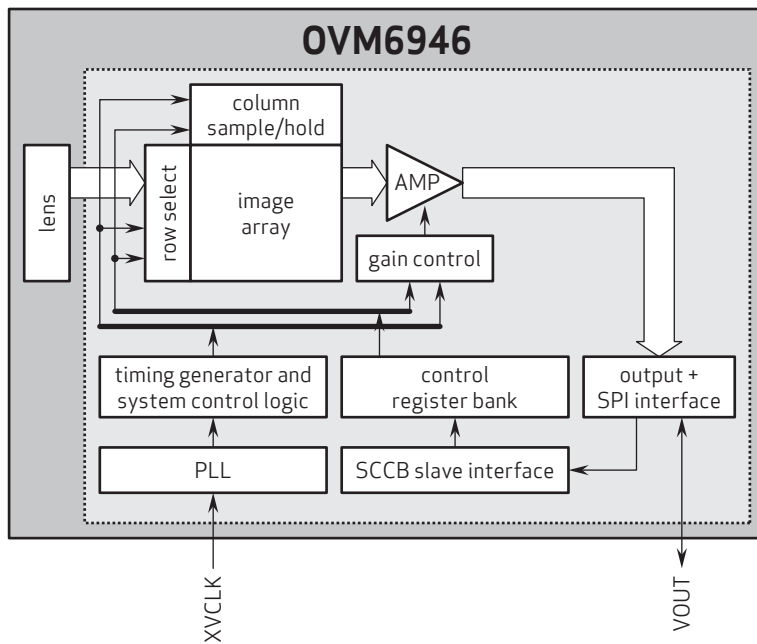 OVM6946
column
sample/hold
lens
row select
image
array
AMP
gain control
timing generator and
system control logic
control
register bank
output +
SPI interface
PLL
SCCB slave interface
XVCLK
VOUT